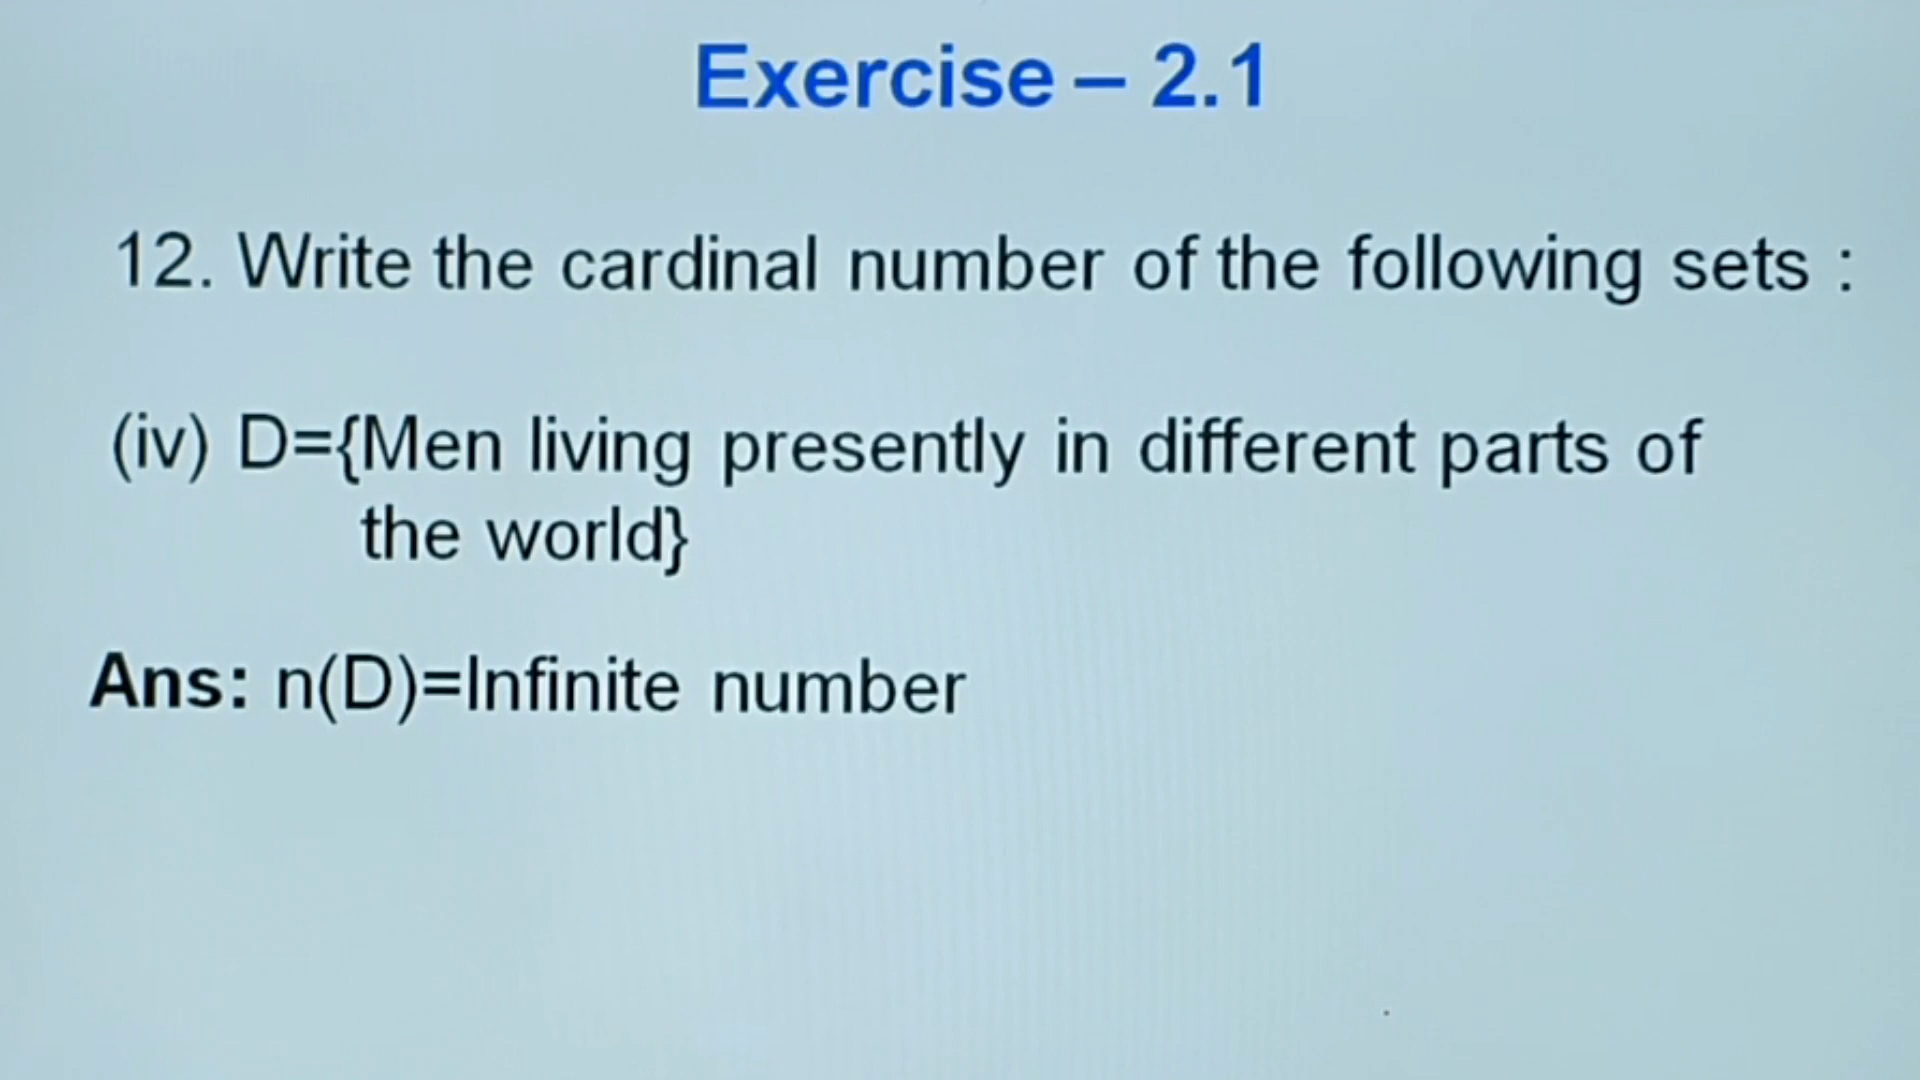 Exercise – 2.1
12. Write the cardinal number of the following sets :
(iv) D={Men living presently in different parts of
the world}
Ans: n(D)=Infinite number